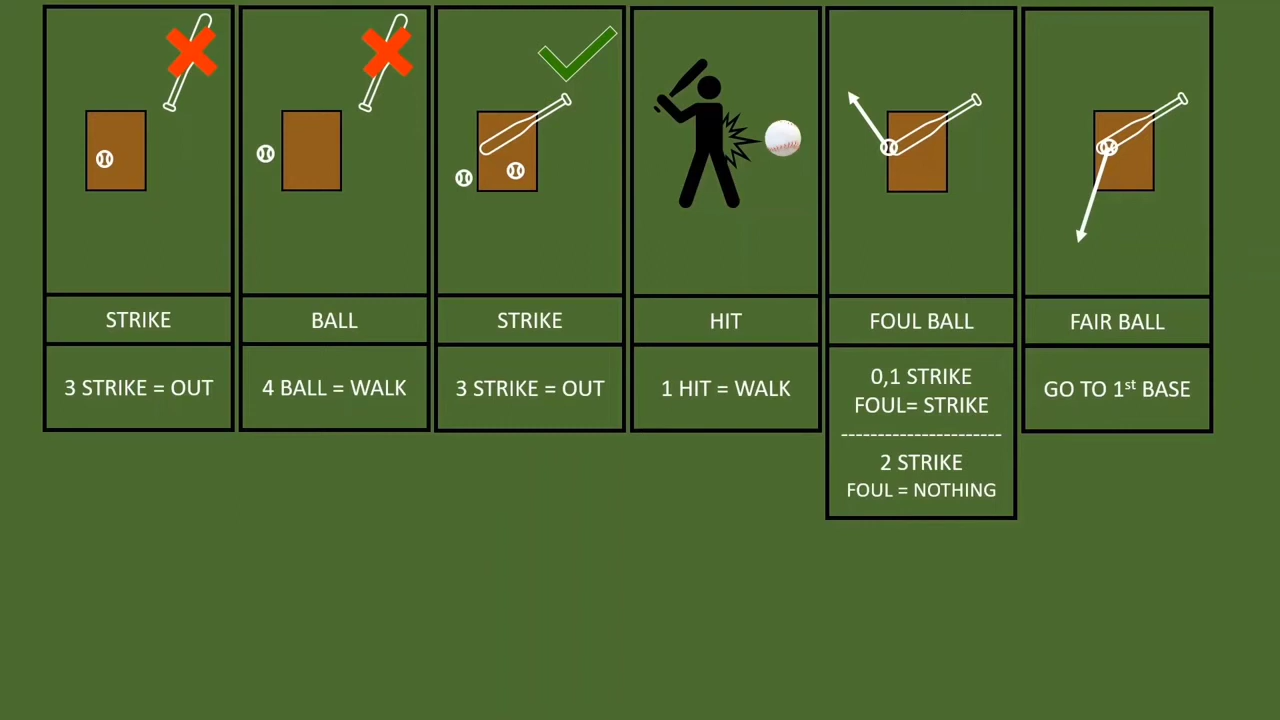 STRIKE
BALL
STRIKE
HIT
FOUL BALL
FAIR BALL
3 STRIKE = OUT
4 BALL = WALK
3 STRIKE = OUT
1 HIT = WALK
0,1 STRIKE
FOUL= STRIKE
----------------------
2 STRIKE
FOUL = NOTHING
GO TO 1st BASE